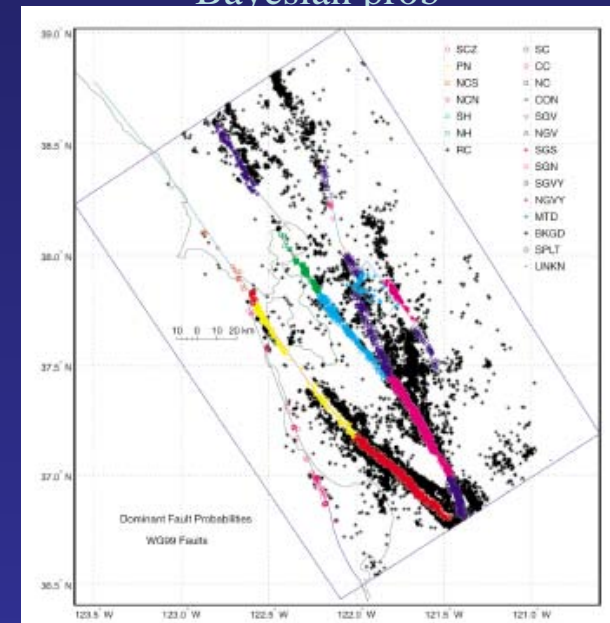 Bayesian prob
39.0° N
38.5° N
38.0° N
37.5° N
37.0° N
36.5° N
123.5° W
123.0° W
122.5° W
122.0° W
121.5° W
121.0° W
SCZ
PN
NCS
NCN
SH
NH
RC
SC
CC
NC
CON
SGV
NGV
SGS
SGN
SGVY
NGVY
MTD
BKGD
SPLT
UNKN
10 0 10 20 km
Dominant Fault Probabilities
WG99 Faults